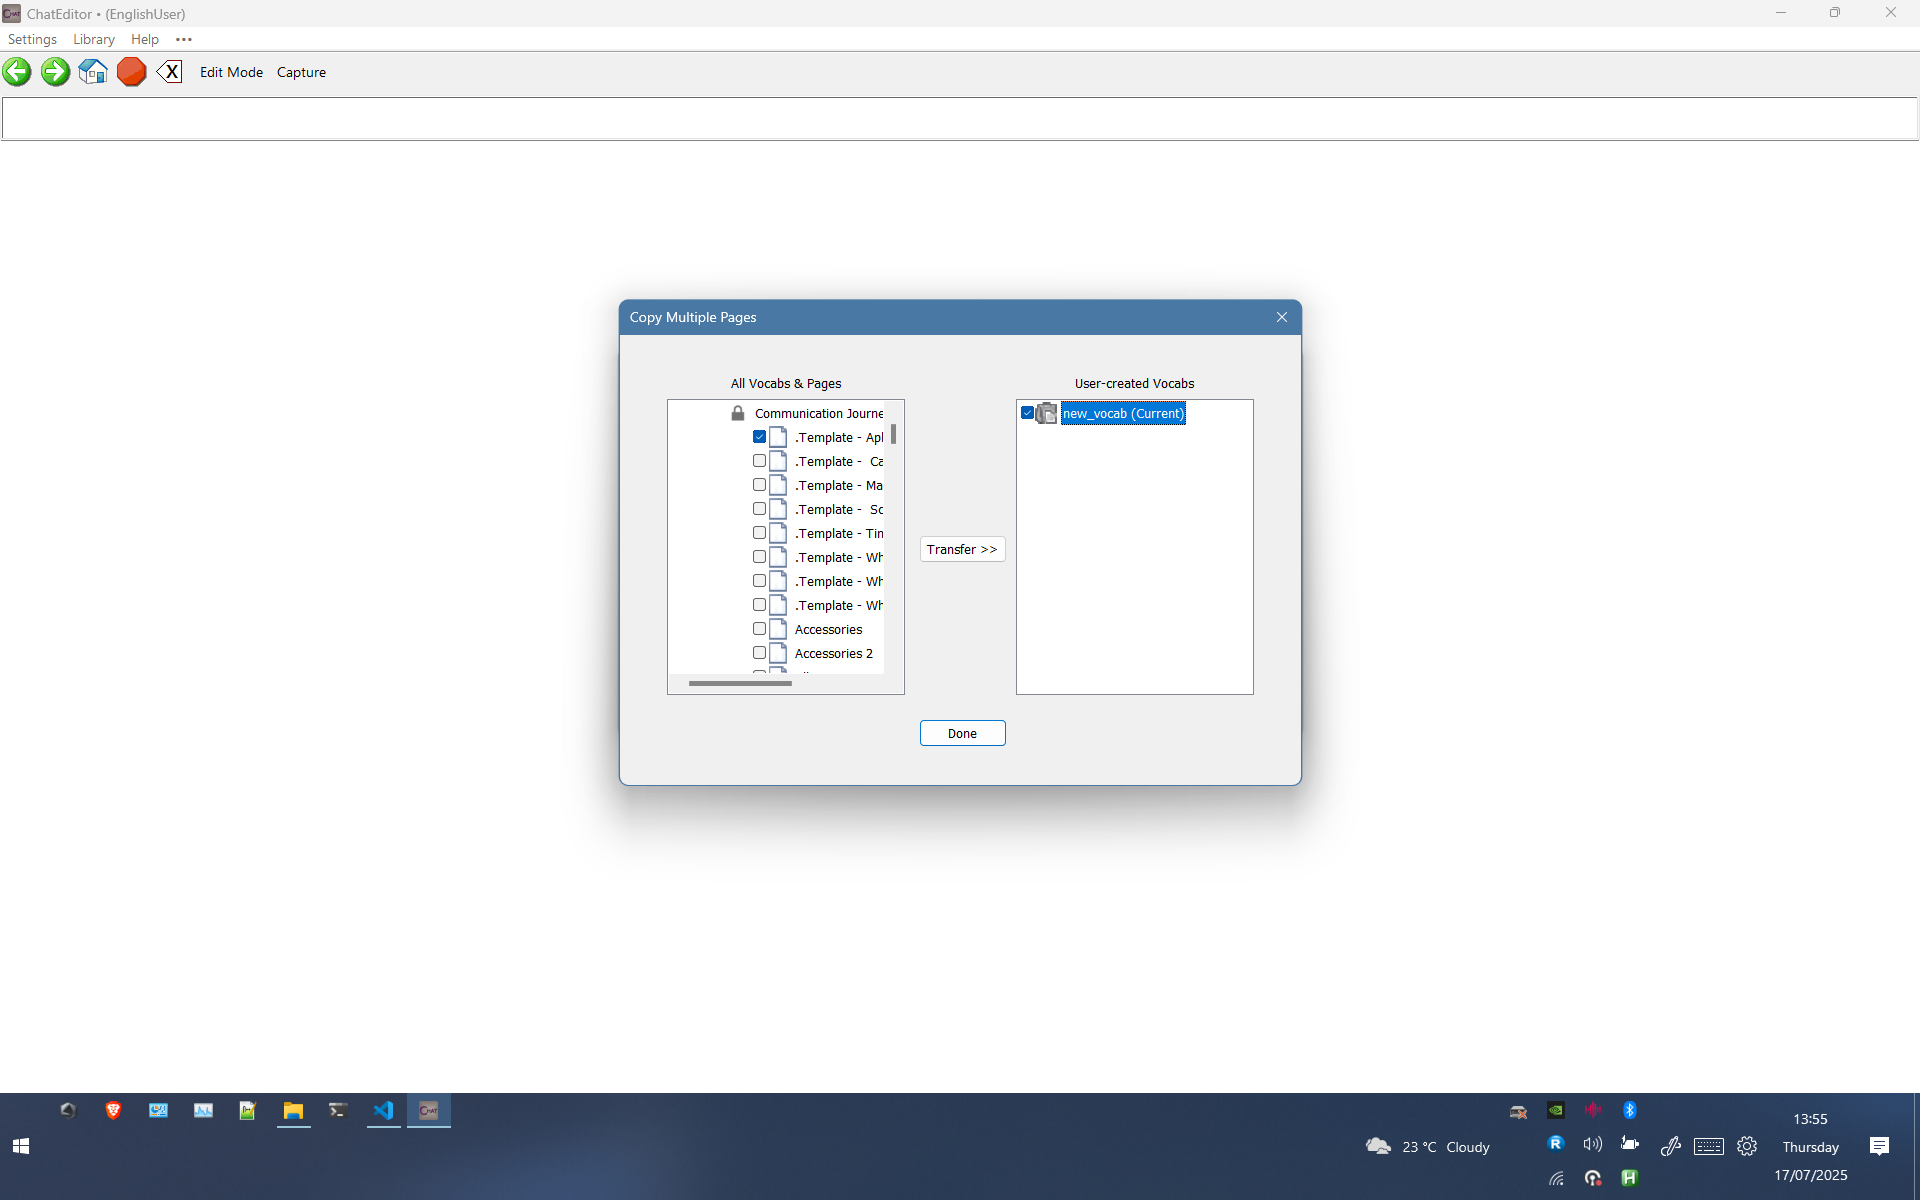 ChatEditor • (EnglishUser)
Settings Library Help •••
Edit Mode Capture
Copy Multiple Pages
All Vocabs & Pages
User-created Vocabs
Communication Journe
new_vocab (Current)
.Template - Apl
.Template - Ca
.Template - Ma
.Template - Sc
.Template - Tin
.Template - Wh
.Template - Wh
.Template - Wh
Accessories
Accessories 2
Transfer >>
Done
23 °C Cloudy
13:55
Thursday
17/07/2025